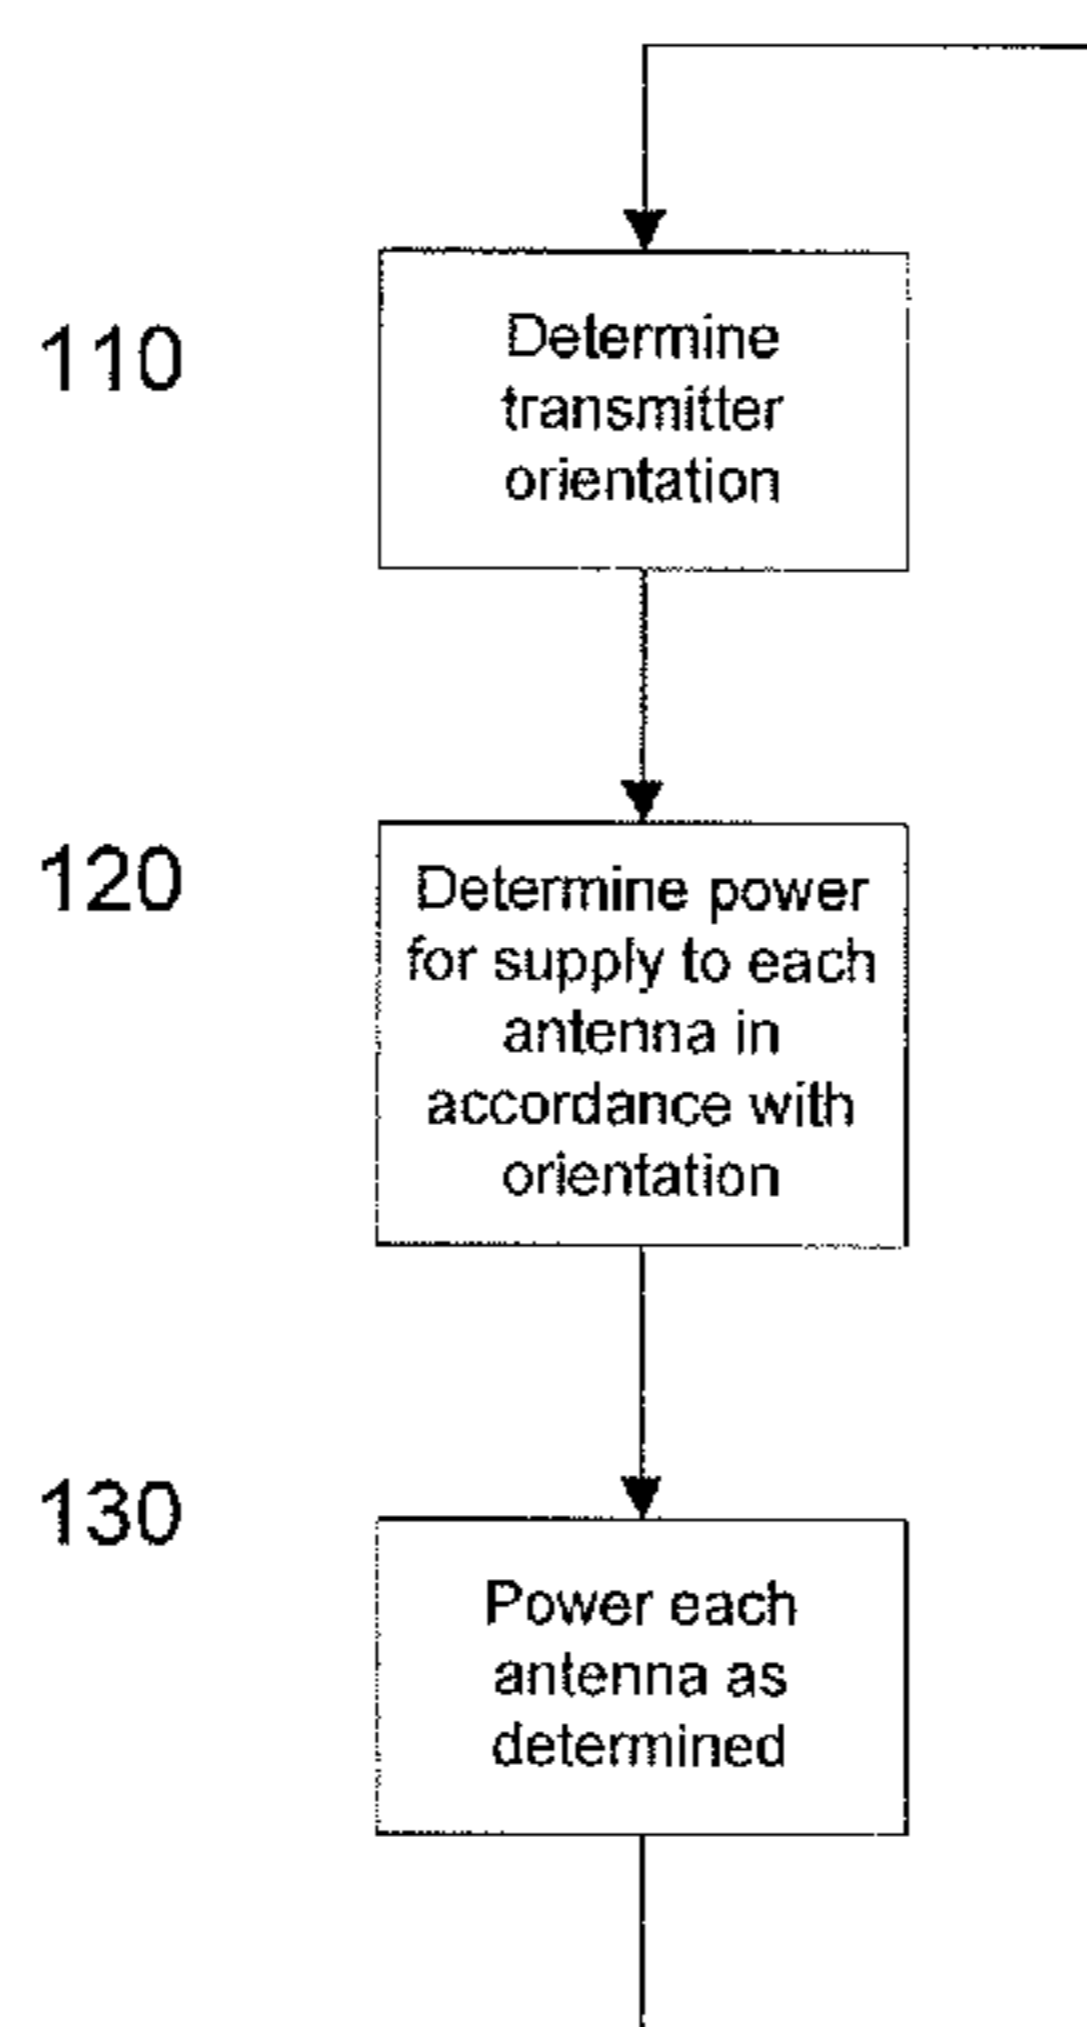 110
Determine
transmitter
orientation
120
Determine power
for supply to each
antenna in
accordance with
orientation
130
Power each
antenna as
determined